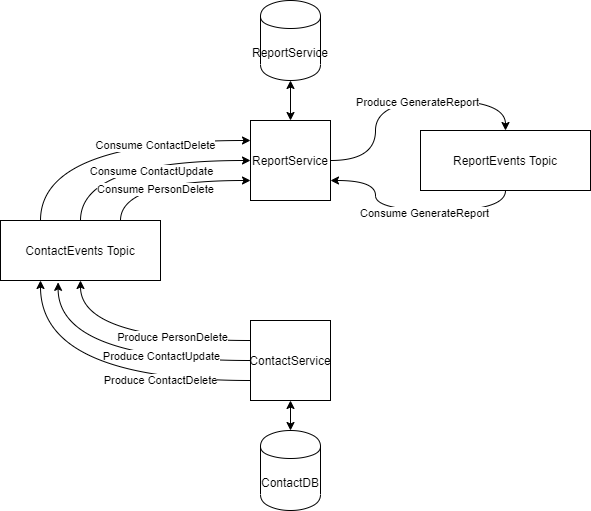 ReportService
Produce GenerateReport
Consume ContactDelete
ReportService
ReportEvents Topic
Consume ContactUpdate
Consume PersonDelete
Consume GenerateReport
ContactEvents Topic
Produce PersonDelete
Produce ContactUpdate
ContactService
Produce ContactDelete
ContactDB